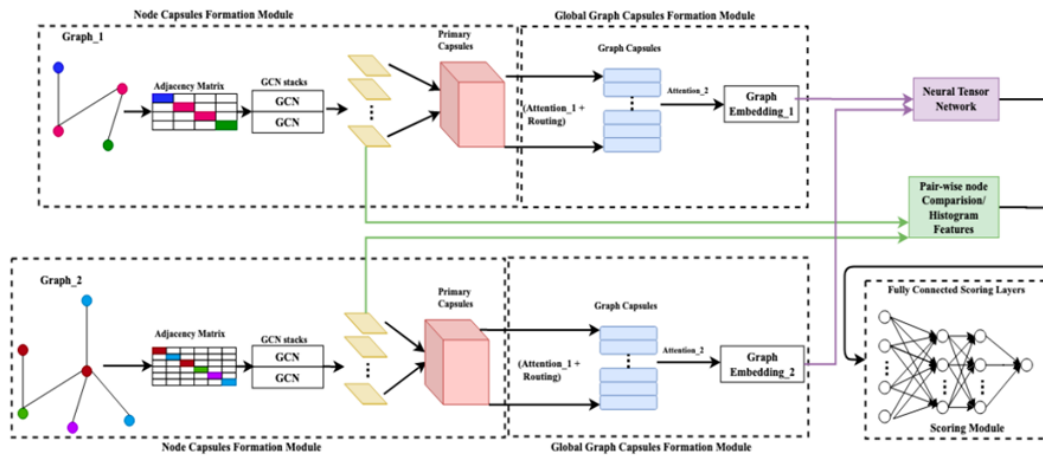 Node Capsules Formation Module
Global Graph Capsules Formation Module
Graph_1
Adjacency Matrix
GCN stacks
GCN
GCN
Primary
Capsules
Graph Capsules
(Attention_1 +
Routing)
Attention_2
Graph
Embedding_1
Neural Tensor
Network
Pair-wise node
Comparision/
Histogram
Features
Graph_2
Adjacency Matrix
GCN stacks
GCN
GCN
Primary
Capsules
Graph Capsules
(Attention_1 +
Routing)
Attention_2
Graph
Embedding_2
Fully Connected Scoring Layers
Scoring Module
Node Capsules Formation Module
Global Graph Capsules Formation Module